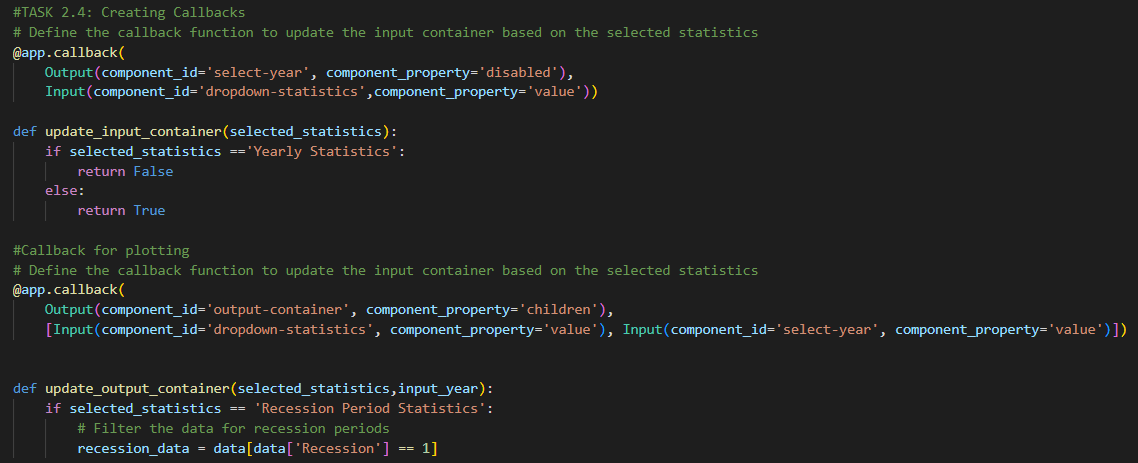 #TASK 2.4: Creating Callbacks
# Define the callback function to update the input container based on the selected statistics
@app.callback(
    Output(component_id='select-year', component_property='disabled'),
    Input(component_id='dropdown-statistics',component_property='value'))
def update_input_container(selected_statistics):
    if selected_statistics =='Yearly Statistics':
        return False
    else:
        return True
#Callback for plotting
# Define the callback function to update the input container based on the selected statistics
@app.callback(
    Output(component_id='output-container', component_property='children'),
    [Input(component_id='dropdown-statistics', component_property='value'), Input(component_id='select-year', component_property='value')])
def update_output_container(selected_statistics,input_year):
    if selected_statistics == 'Recession Period Statistics':
        # Filter the data for recession periods
        recession_data = data[data['Recession'] == 1]